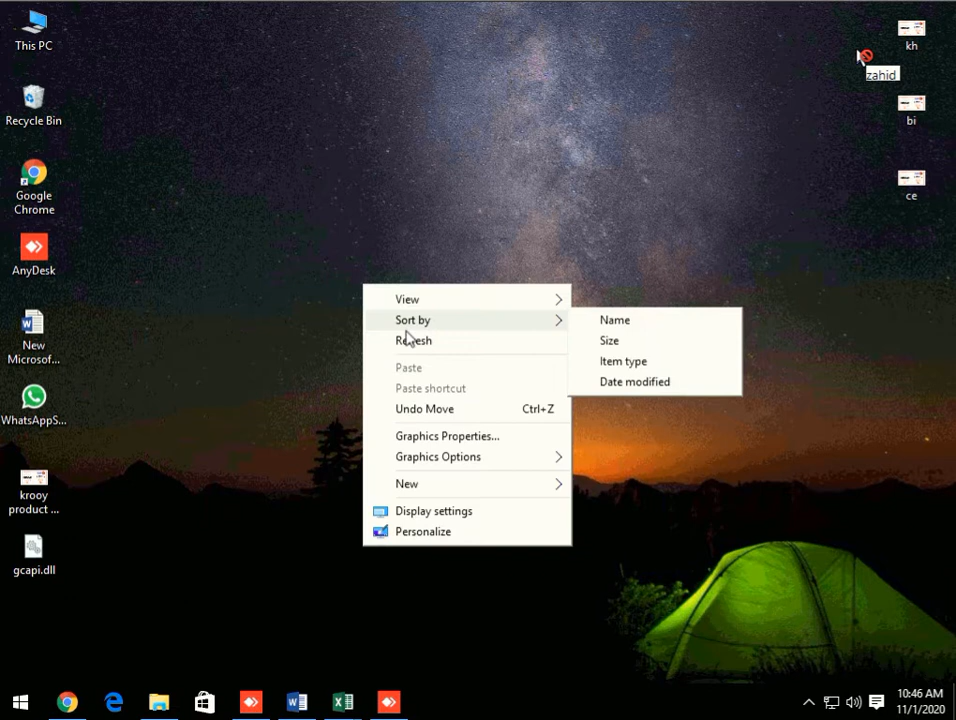 This PC
Recycle Bin
Google
Chrome
AnyDesk
New
Microsof...
WhatsAppS...
krooy
product ...
gcapi.dll
kh
zahid
bi
ce
View
Sort by
Refresh
Paste
Paste shortcut
Undo Move Ctrl+Z
Graphics Properties...
Graphics Options
New
Display settings
Personalize
Name
Size
Item type
Date modified
10:46 AM
11/1/2020